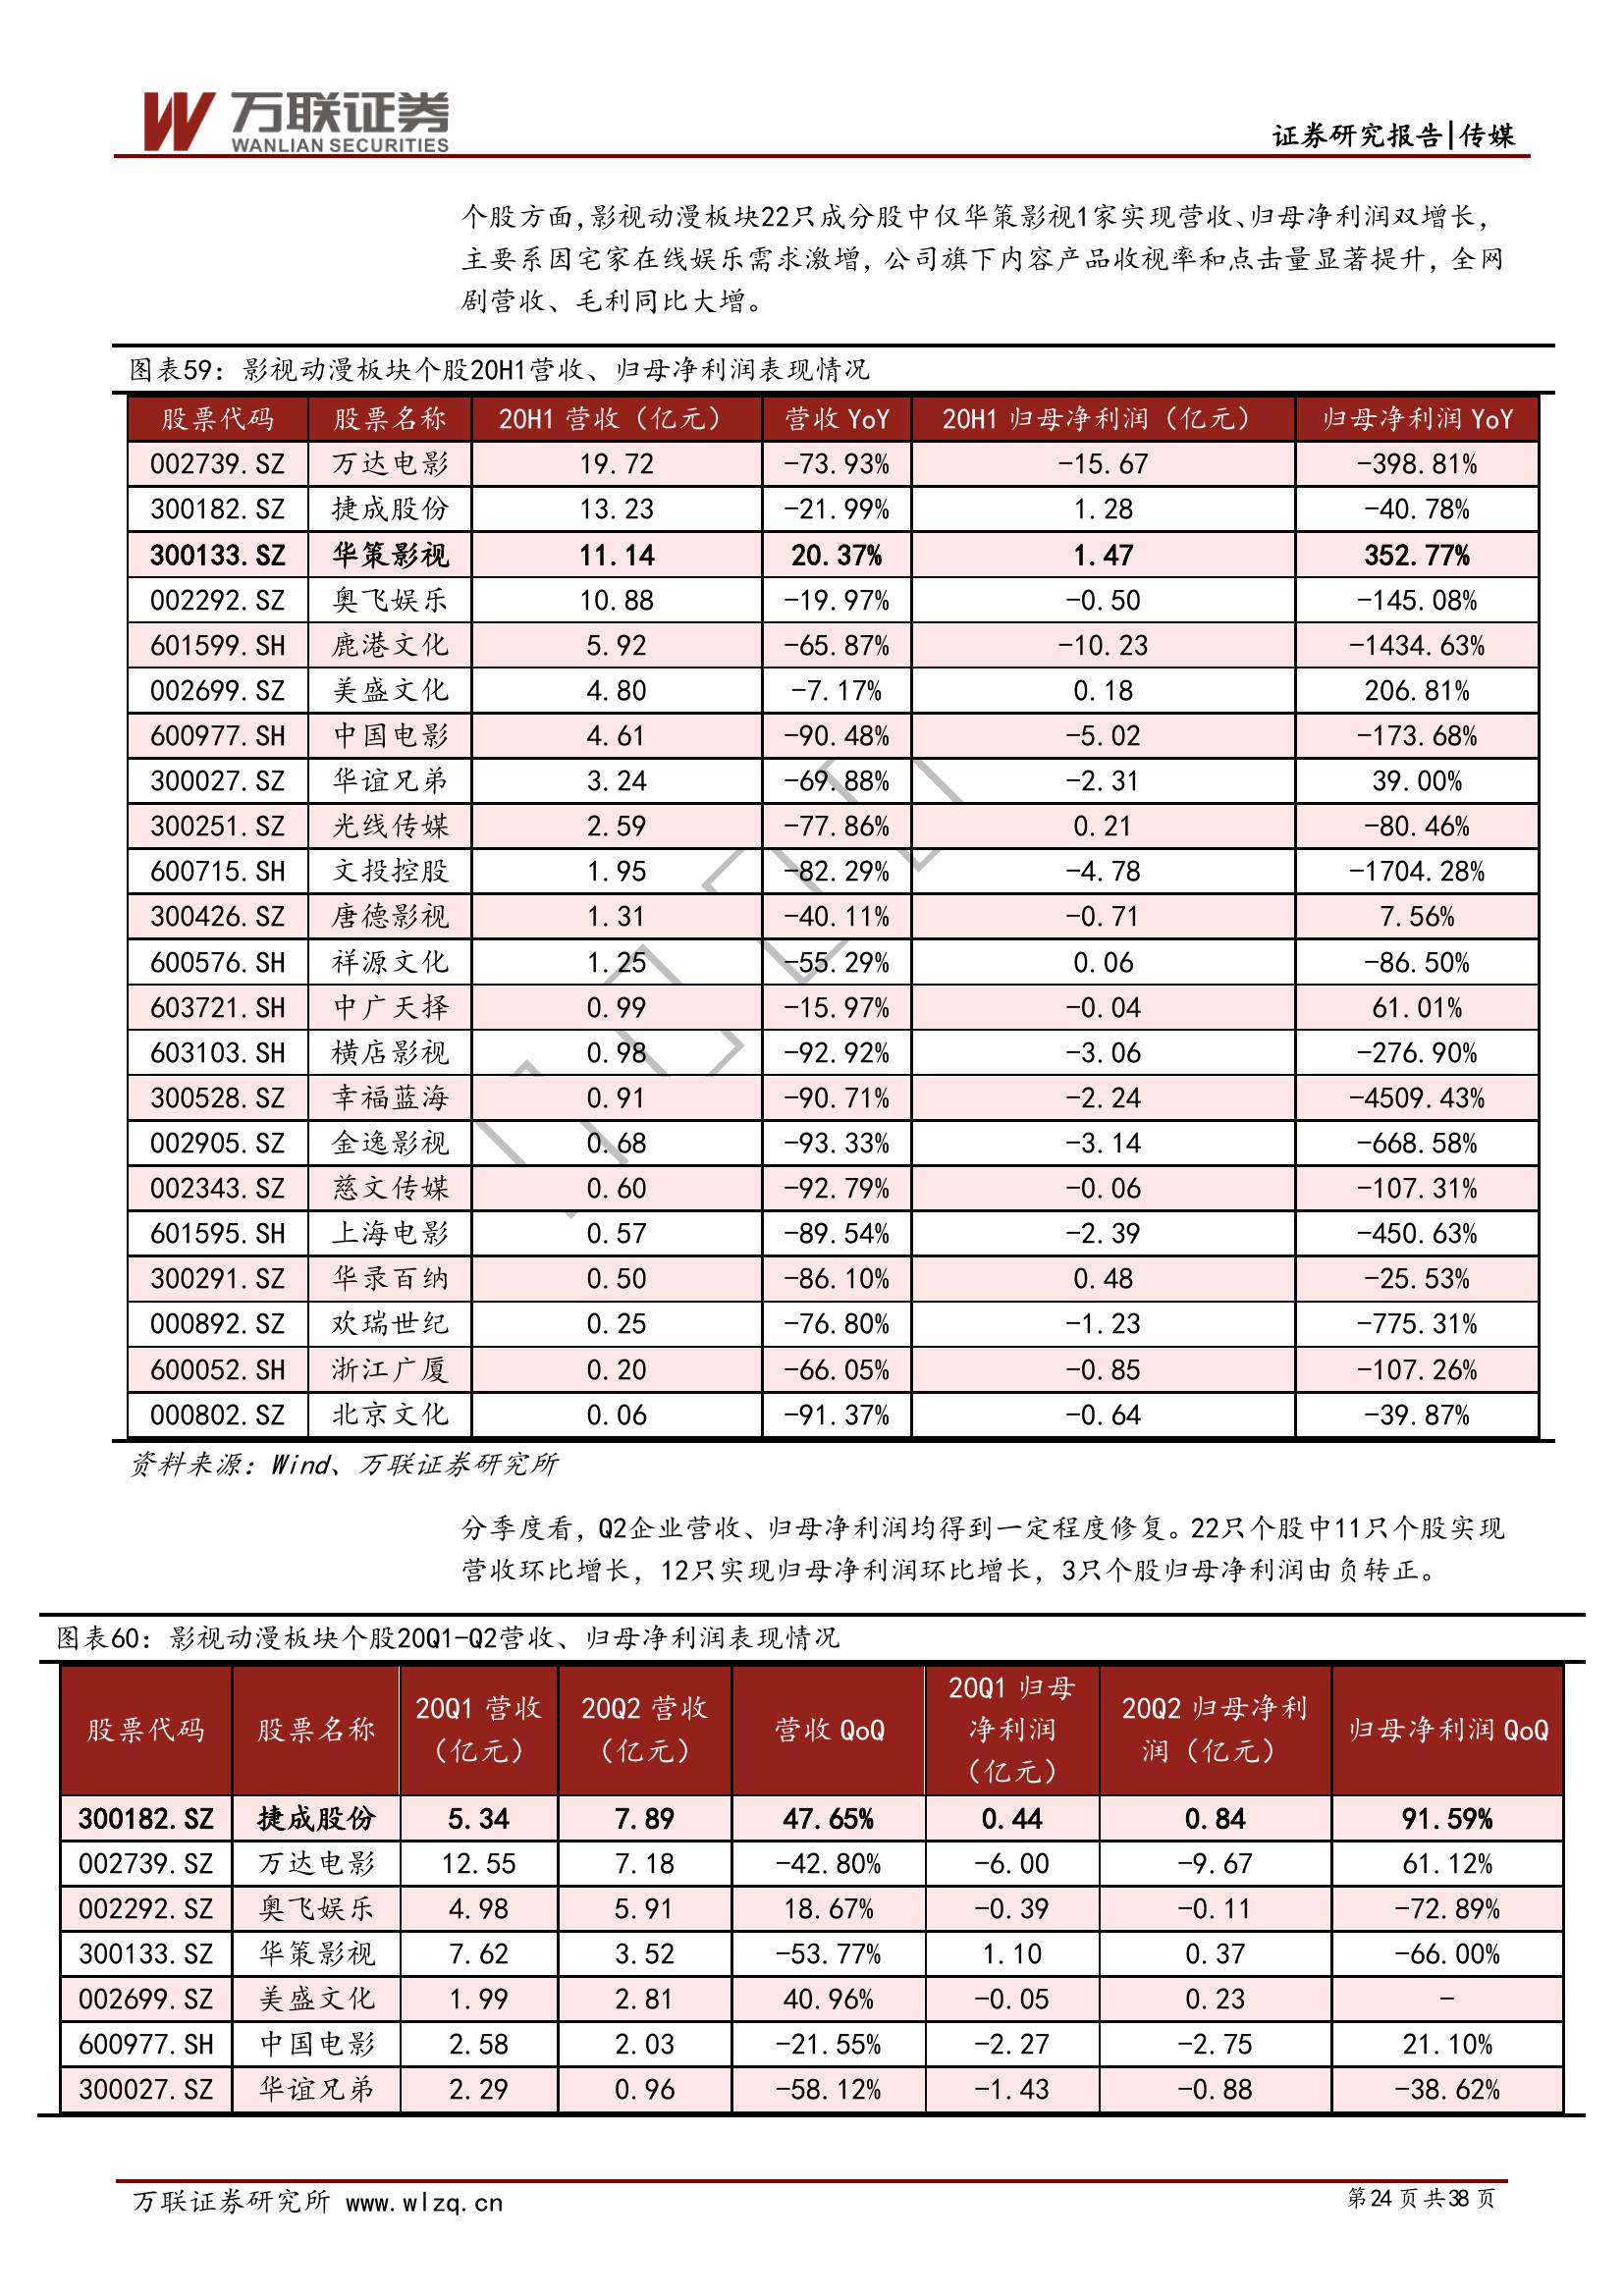 万联证券
WANLIAN SECURITIES
证券研究报告|传媒
个股方面,影视动漫板块22只成分股中仅华策影视1家实现营收、归母净利润双增长,
主要系因宅家在线娱乐需求激增,公司旗下内容产品收视率和点击量显著提升,全网
剧营收、毛利同比大增。
图表59：影视动漫板块个股20H1营收、归母净利润表现情况
股票代码 股票名称 20H1 营收（亿元） 营收 YoY 20H1 归母净利润（亿元） 归母净利润 YoY
002739.SZ 万达电影 19.72 -73.93% -15.67 -398.81%
300182.SZ 捷成股份 13.23 -21.99% 1.28 -40.78%
300133.SZ 华策影视 11.14 20.37% 1.47 352.77%
002292.SZ 奥飞娱乐 10.88 -19.97% -0.50 -145.08%
601599.SH 鹿港文化 5.92 -65.87% -10.23 -1434.63%
002699.SZ 美盛文化 4.80 -7.17% 0.18 206.81%
600977.SH 中国电影 4.61 -90.48% -5.02 -173.68%
300027.SZ 华谊兄弟 3.24 -69.88% -2.31 39.00%
300251.SZ 光线传媒 2.59 -77.86% 0.21 -80.46%
600715.SH 文投控股 1.95 -82.29% -4.78 -1704.28%
300426.SZ 唐德影视 1.31 -40.11% -0.71 7.56%
600576.SH 祥源文化 1.25 -55.29% 0.06 -86.50%
603721.SH 中广天择 0.99 -15.97% -0.04 61.01%
603103.SH 横店影视 0.98 -92.92% -3.06 -276.90%
300528.SZ 幸福蓝海 0.91 -90.71% -2.24 -4509.43%
002905.SZ 金逸影视 0.68 -93.33% -3.14 -668.58%
002343.SZ 慈文传媒 0.60 -92.79% -0.06 -107.31%
601595.SH 上海电影 0.57 -89.54% -2.39 -450.63%
300291.SZ 华录百纳 0.50 -86.10% 0.48 -25.53%
000892.SZ 欢瑞世纪 0.25 -76.80% -1.23 -775.31%
600052.SH 浙江广厦 0.20 -66.05% -0.85 -107.26%
000802.SZ 北京文化 0.06 -91.37% -0.64 -39.87%
资料来源：Wind、万联证券研究所
分季度看,Q2企业营收、归母净利润均得到一定程度修复。22只个股中11只个股实现
营收环比增长,12只实现归母净利润环比增长,3只个股归母净利润由负转正。
图表60：影视动漫板块个股20Q1-Q2营收、归母净利润表现情况
股票代码 股票名称 20Q1 营收（亿元） 20Q2 营收（亿元） 营收 QoQ 20Q1 归母净利润（亿元） 20Q2 归母净利润（亿元） 归母净利润 QoQ
300182.SZ 捷成股份 5.34 7.89 47.65% 0.44 0.84 91.59%
002739.SZ 万达电影 12.55 7.18 -42.80% -6.00 -9.67 61.12%
002292.SZ 奥飞娱乐 4.98 5.91 18.67% -0.39 -0.11 -72.89%
300133.SZ 华策影视 7.62 3.52 -53.77% 1.10 0.37 -66.00%
002699.SZ 美盛文化 1.99 2.81 40.96% -0.05 0.23 -
600977.SH 中国电影 2.58 2.03 -21.55% -2.27 -2.75 21.10%
300027.SZ 华谊兄弟 2.29 0.96 -58.12% -1.43 -0.88 -38.62%
万联证券研究所 www.wlzq.cn
第24页共38页